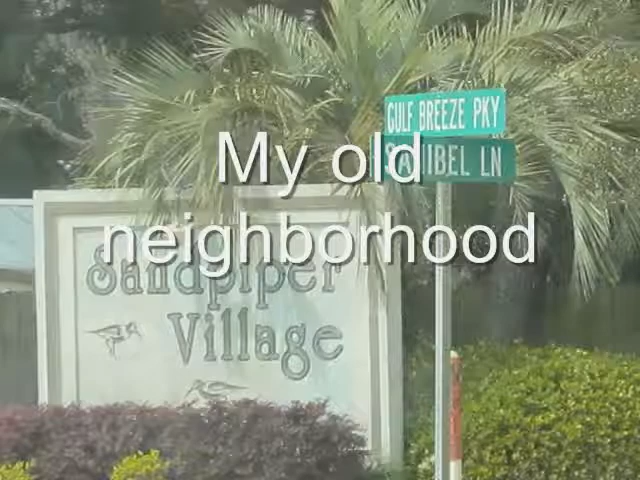 GULF BREEZE PKY
LN
My old
neighborhood
Sandpiper
Village